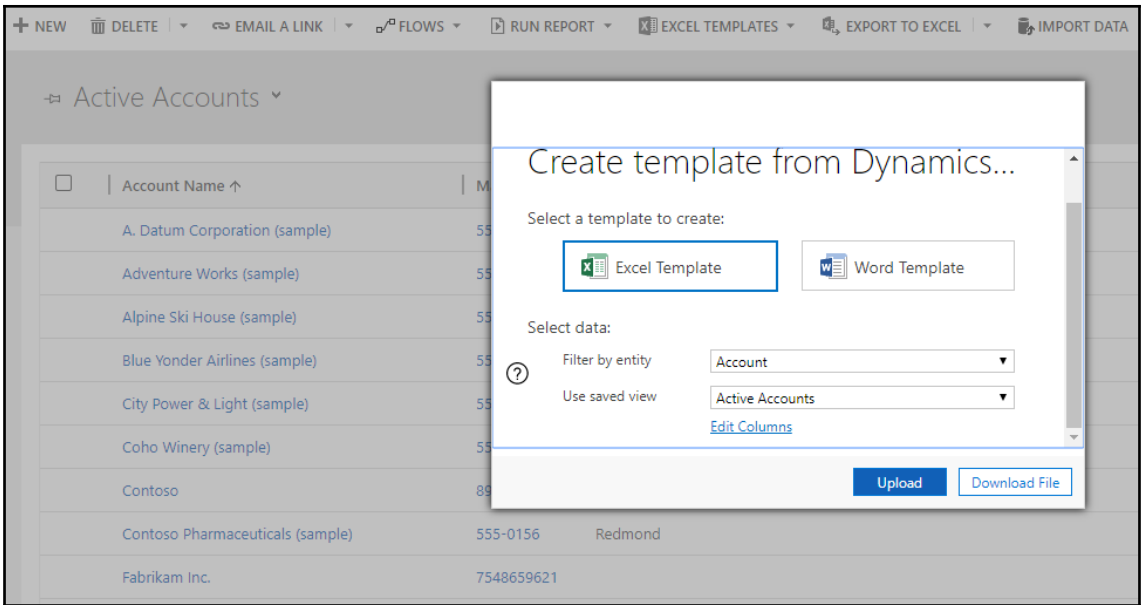 NEW DELETE EMAIL A LINK FLOWS RUN REPORT EXCEL TEMPLATES EXPORT TO EXCEL IMPORT DATA
Active Accounts
Create template from Dynamics...
Select a template to create:
Excel Template Word Template
Select data:
Filter by entity Account
Use saved view Active Accounts
Edit Columns
Upload Download File
Account Name M
A. Datum Corporation (sample) 55
Adventure Works (sample) 55
Alpine Ski House (sample) 55
Blue Yonder Airlines (sample) 55
City Power & Light (sample) 55
Coho Winery (sample) 55
Contoso 89
Contoso Pharmaceuticals (sample) 555-0156 Redmond
Fabrikam Inc. 7548659621